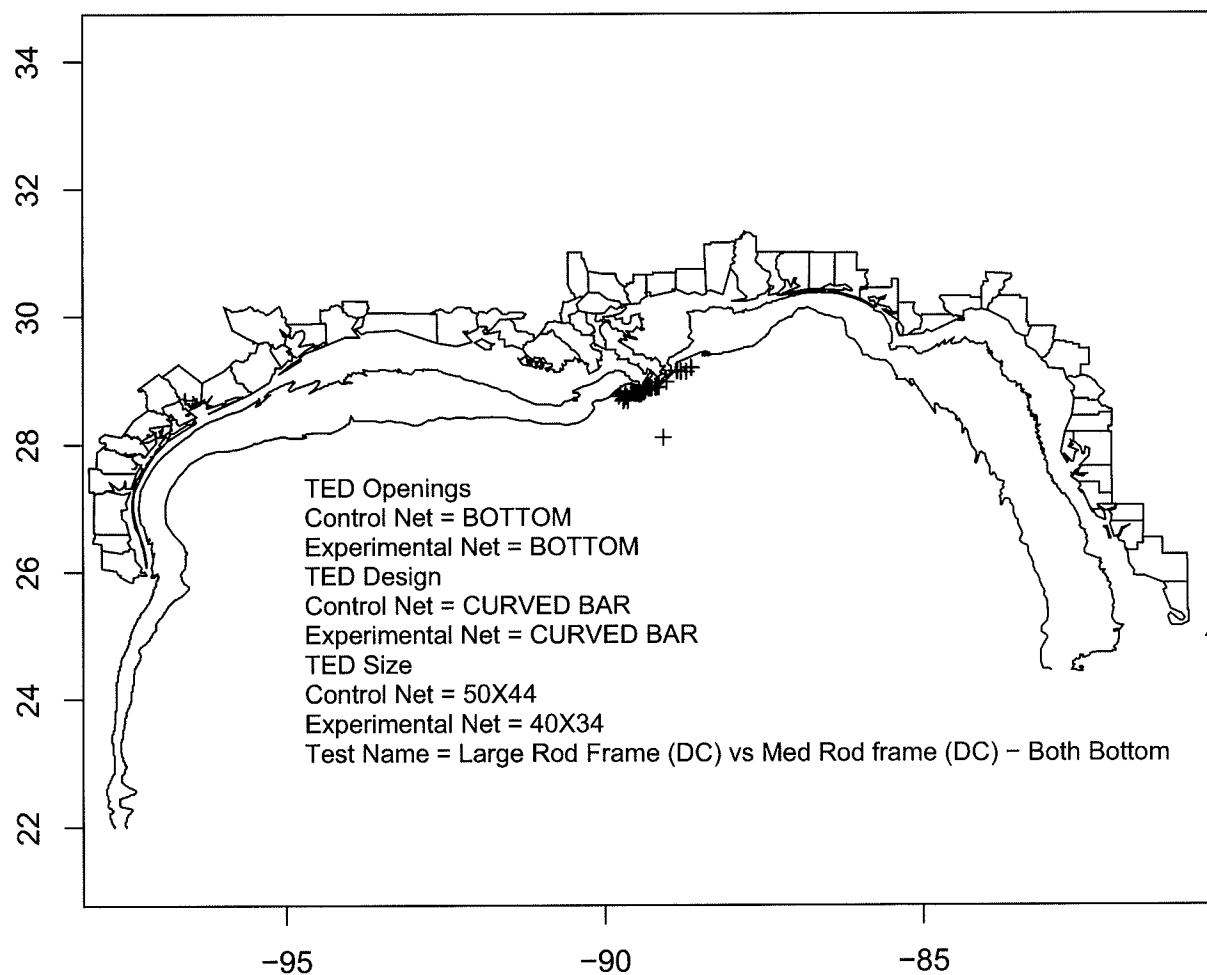 34
32
30
28
26
24
22
TED Openings
Control Net = BOTTOM
Experimental Net = BOTTOM
TED Design
Control Net = CURVED BAR
Experimental Net = CURVED BAR
TED Size
Control Net = 50X44
Experimental Net = 40X34
Test Name = Large Rod Frame (DC) vs Med Rod frame (DC) − Both Bottom
−95
−90
−85